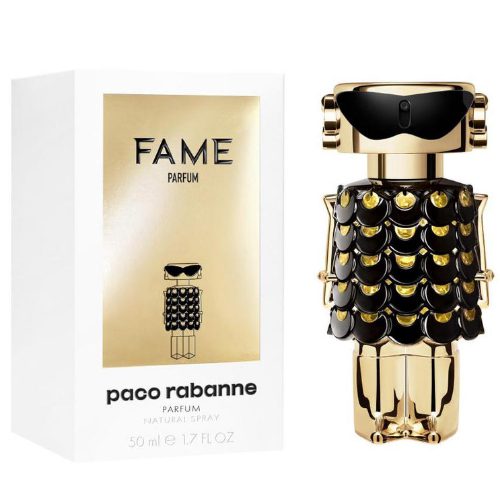 FAME
PARFUM
paco rabanne
PARFUM
NATURAL SPRAY
50 ml ℮ 1.7 FL OZ